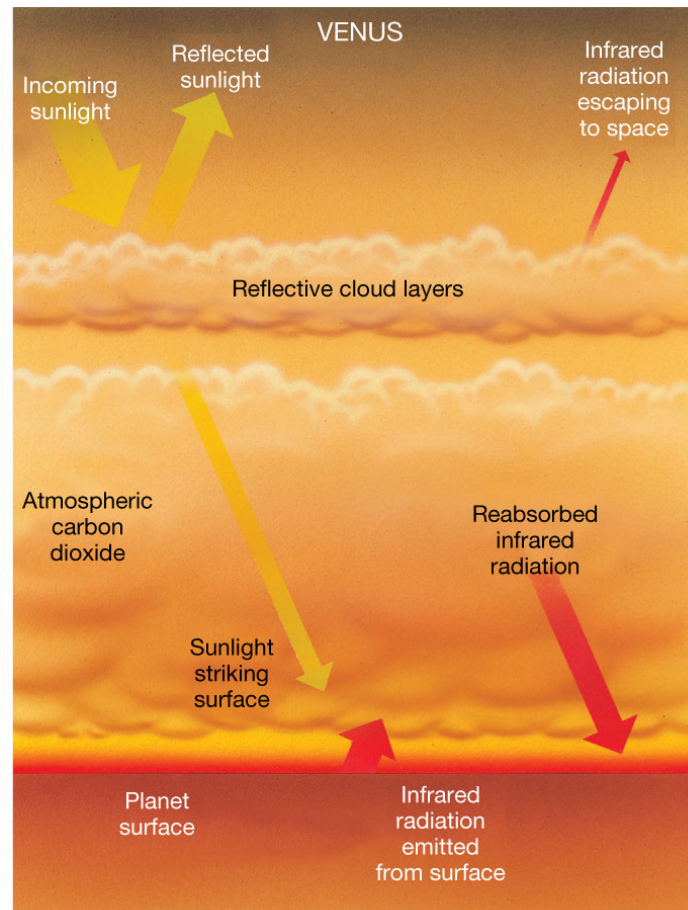 VENUS
Incoming
sunlight
Reflected
sunlight
Infrared
radiation
escaping
to space
Reflective cloud layers
Atmospheric
carbon
dioxide
Reabsorbed
infrared
radiation
Sunlight
striking
surface
Planet
surface
Infrared
radiation
emitted
from surface